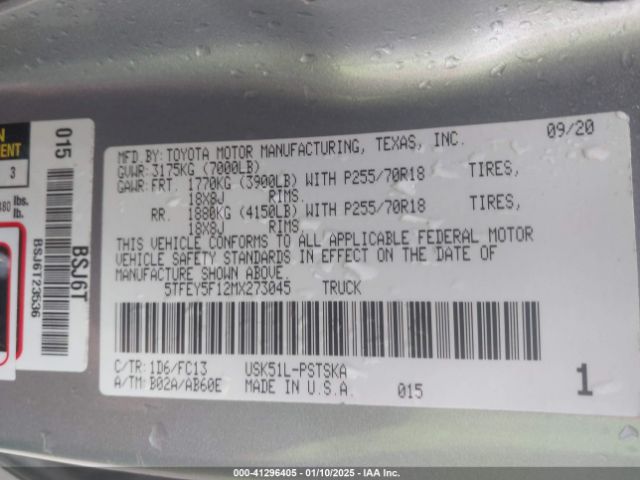 MFD BY: TOYOTA MOTOR MANUFACTURING, TEXAS, INC. 09/20
GVWR: 3175KG (7000LB)
GAWR: FRT. 1770KG (3900LB) WITH P255/70R18 TIRES,
18X8J RIMS.
RR. 1880KG (4150LB) WITH P255/70R18 TIRES,
18X8J RIMS
THIS VEHICLE CONFORMS TO ALL APPLICABLE FEDERAL MOTOR
VEHICLE SAFETY STANDARDS IN EFFECT ON THE DATE OF
MANUFACTURE SHOWN ABOVE.
5TFEY5F12MX273045 TRUCK
C/TR: 1D6/FC13 USK51L-PSTSKA
A/TM: B02A/AB60E MADE IN U.S.A. 015 1
015
BSJ6T
BSJ6T23536
3
lbs.
lb.
000-41296405 - 01/10/2025 - IAA Inc.